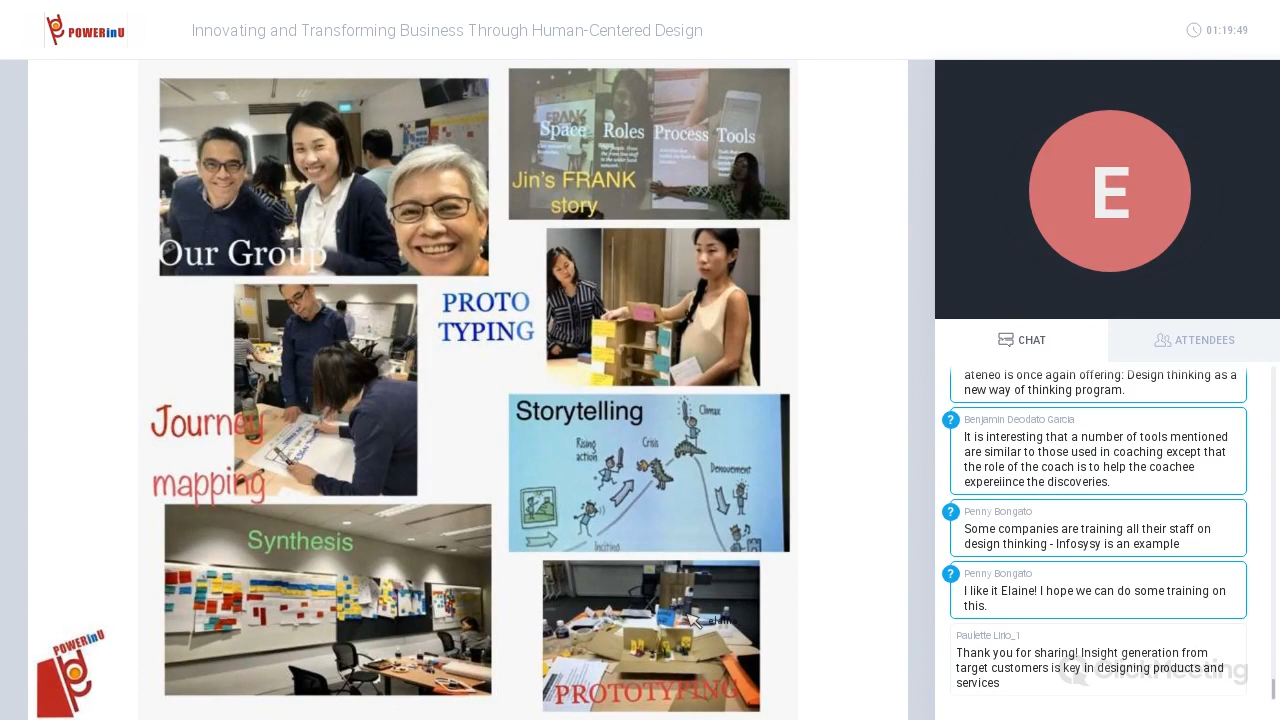 POWERinU
Innovating and Transforming Business Through Human-Centered Design
01:19:49
Our Group
FRANK
Space Roles Process Tools
Jin's FRANK
story
PROTO
TYPING
Journey
mapping
Storytelling
Climax
Crisis
Rising
action
Denouement
Inciting
Synthesis
elaine
PROTOTYPING
POWERinU
E
CHAT
ATTENDEES
ateneo is once again offering: Design thinking as a
new way of thinking program.
?
Benjamin Deodato Garcia
It is interesting that a number of tools mentioned
are similar to those used in coaching except that
the role of the coach is to help the coachee
expereiince the discoveries.
?
Penny Bongato
Some companies are training all their staff on
design thinking - Infosysy is an example
?
Penny Bongato
I like it Elaine! I hope we can do some training on
this.
Paulette Lirio_1
Thank you for sharing! Insight generation from
target customers is key in designing products and
services
ClickMeeting